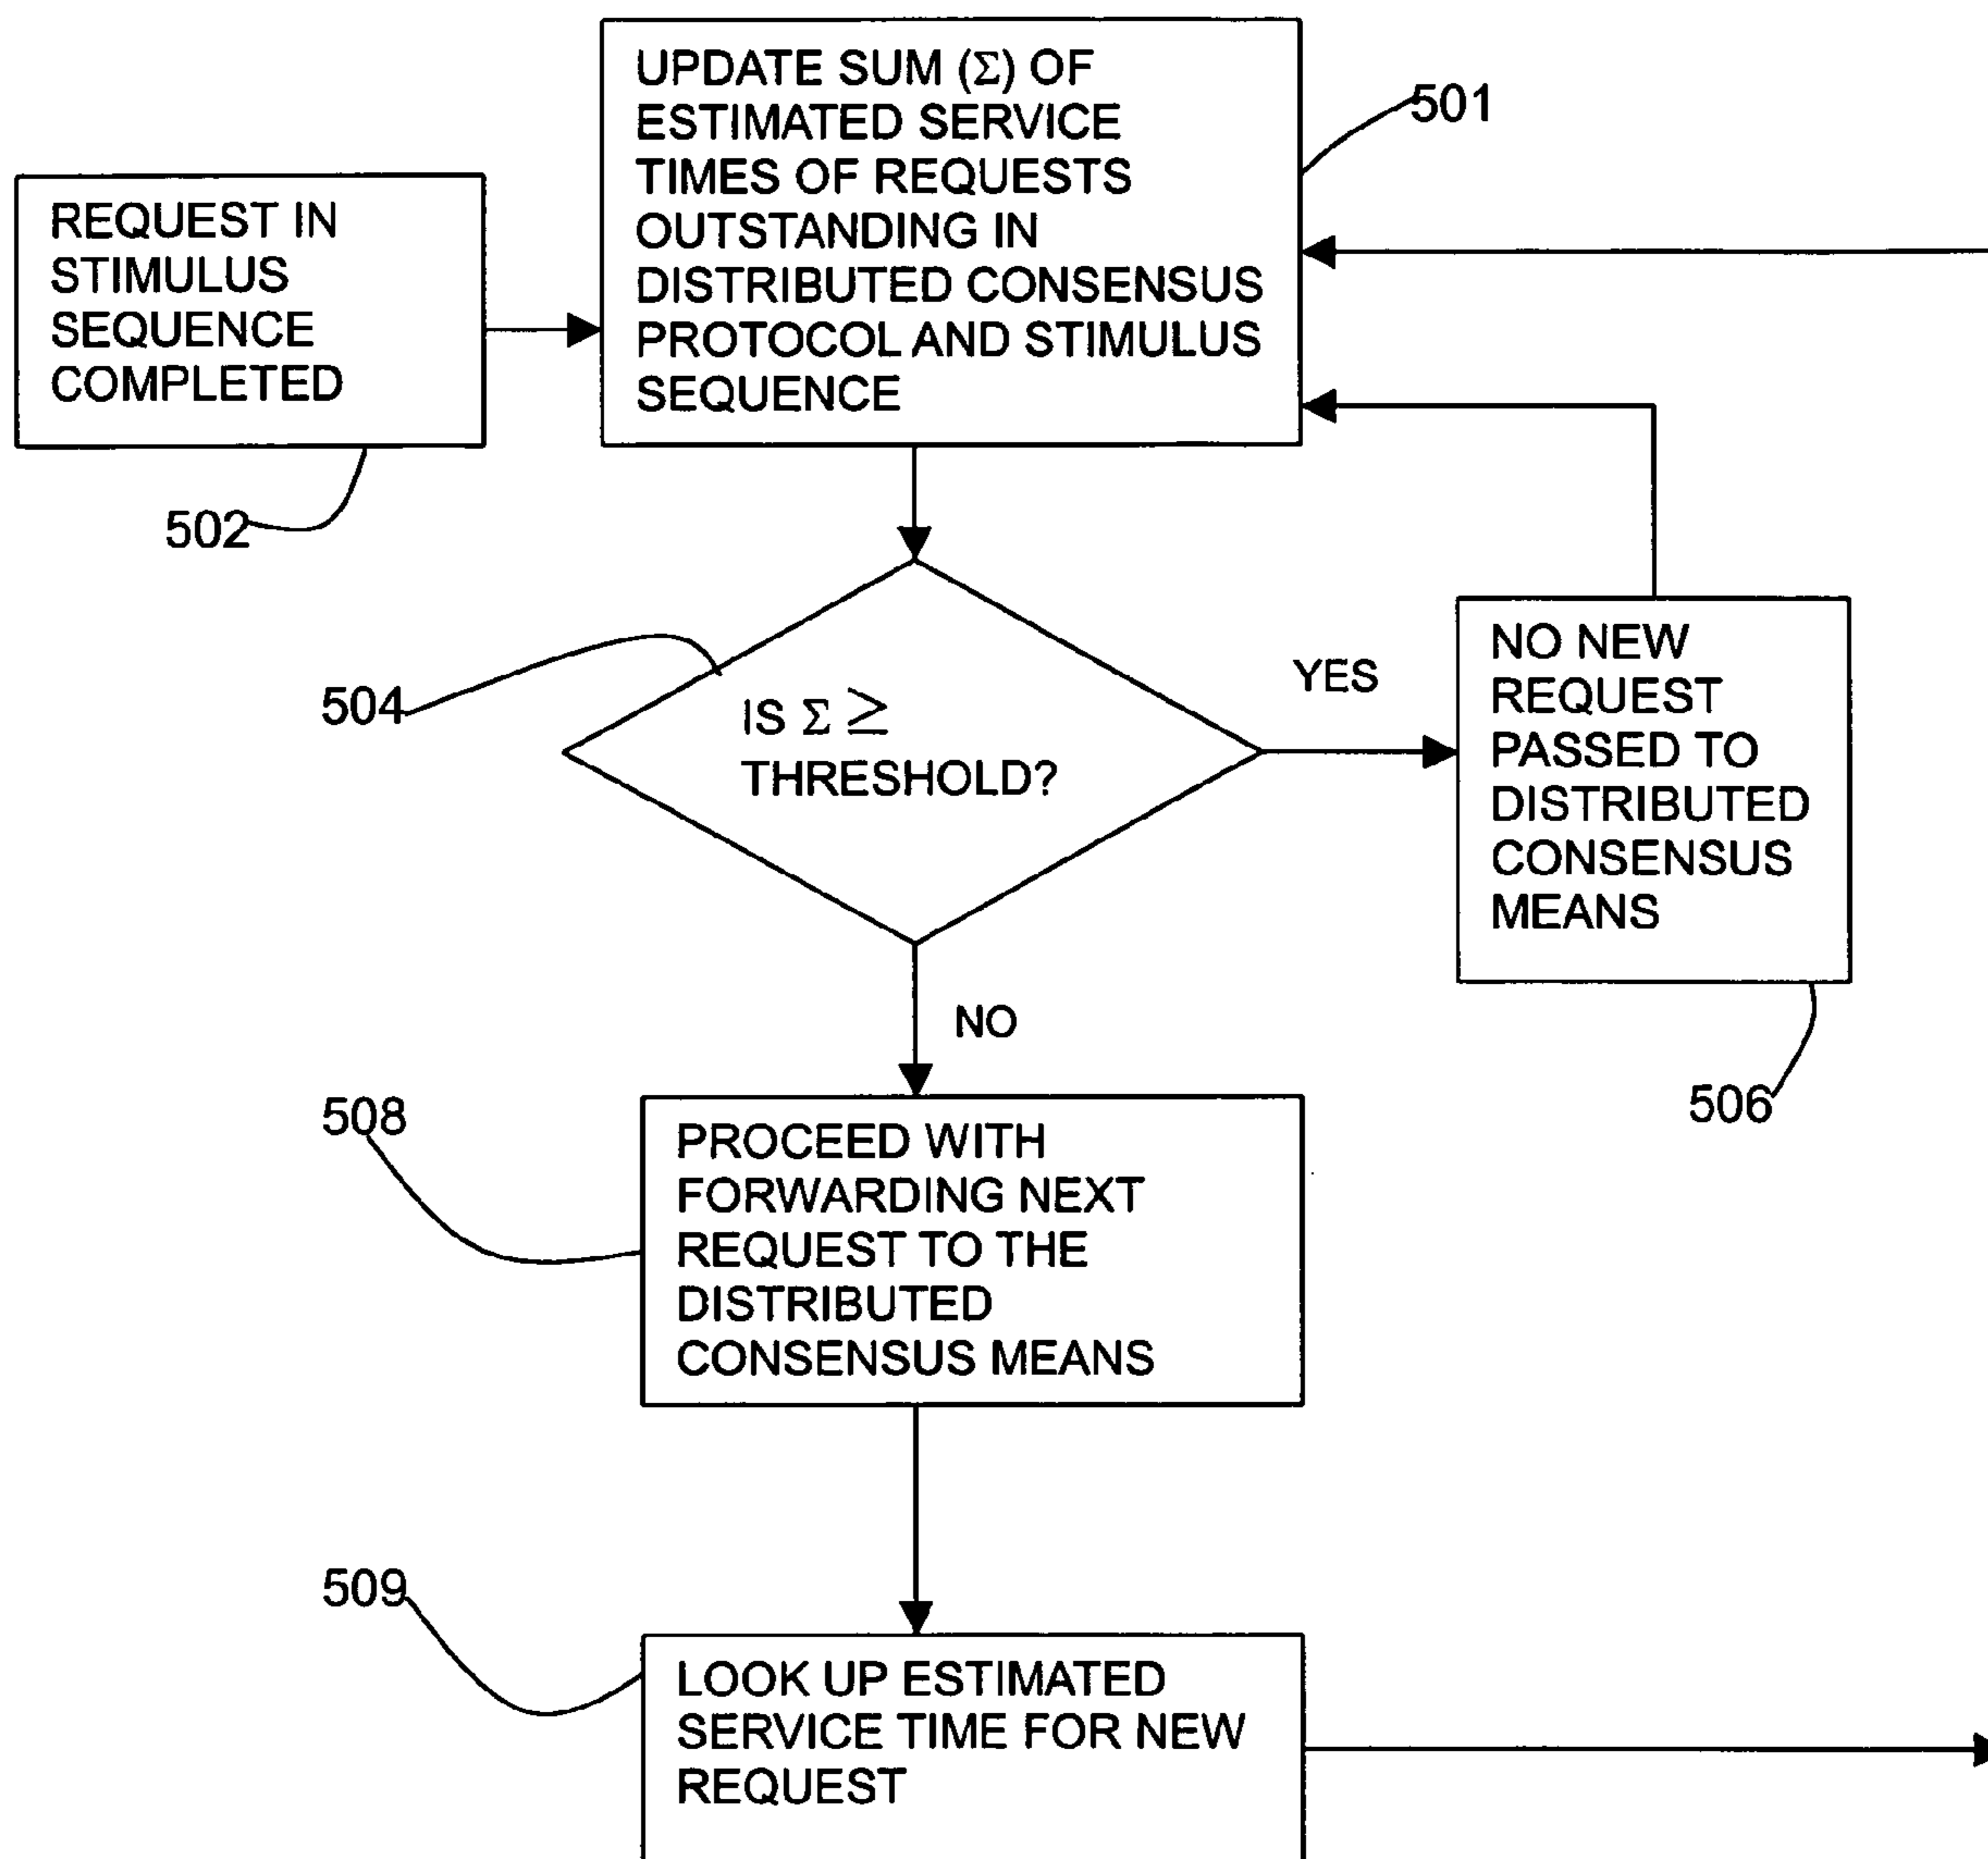 UPDATE SUM (Σ) OF
ESTIMATED SERVICE
TIMES OF REQUESTS
OUTSTANDING IN
DISTRIBUTED CONSENSUS
PROTOCOL AND STIMULUS
SEQUENCE
501
REQUEST IN
STIMULUS
SEQUENCE
COMPLETED
502
504
IS Σ ≧
THRESHOLD?
YES
NO NEW
REQUEST
PASSED TO
DISTRIBUTED
CONSENSUS
MEANS
506
NO
508
PROCEED WITH
FORWARDING NEXT
REQUEST TO THE
DISTRIBUTED
CONSENSUS MEANS
509
LOOK UP ESTIMATED
SERVICE TIME FOR NEW
REQUEST